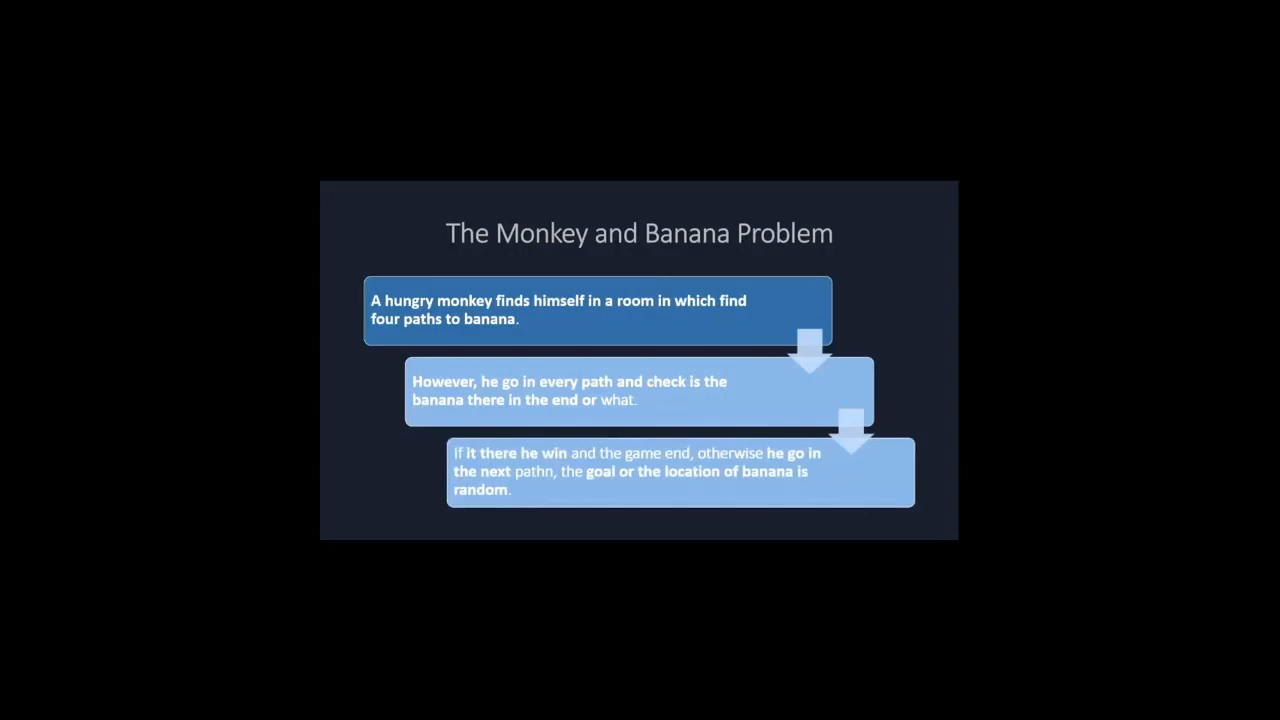 The Monkey and Banana Problem
A hungry monkey finds himself in a room in which find
four paths to banana.
However, he go in every path and check is the
banana there in the end or what.
If it there he win and the game end, otherwise he go in
the next pathn, the goal or the location of banana is
random.